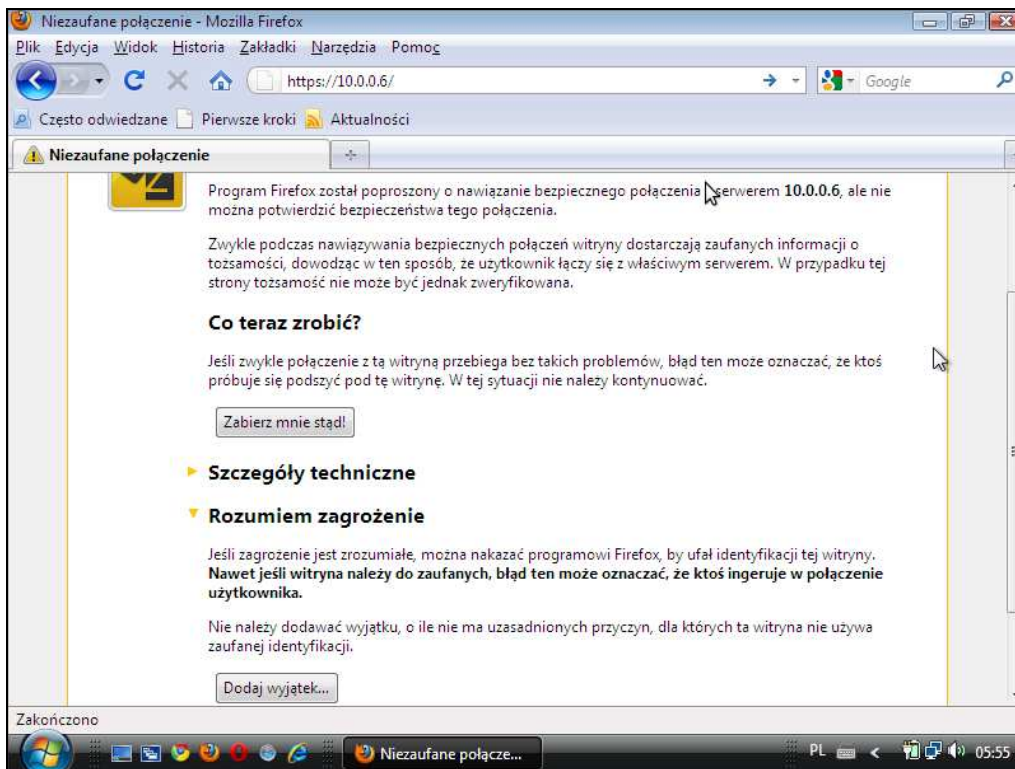 Niezaufane połączenie - Mozilla Firefox
Plik Edycja Widok Historia Zakładki Narzędzia Pomoc
https://10.0.0.6/
Google
Często odwiedzane Pierwsze kroki Aktualności
Niezaufane połączenie
Program Firefox został poproszony o nawiązanie bezpiecznego połączenia serwerem 10.0.0.6, ale nie
można potwierdzić bezpieczeństwa tego połączenia.
Zwykle podczas nawiązywania bezpiecznych połączeń witryny dostarczają zaufanych informacji o
tożsamości, dowodząc w ten sposób, że użytkownik łączy się z właściwym serwerem. W przypadku tej
strony tożsamość nie może być jednak zweryfikowana.
Co teraz zrobić?
Jeśli zwykle połączenie z tą witryną przebiega bez takich problemów, błąd ten może oznaczać, że ktoś
próbuje się podszyć pod tę witrynę. W tej sytuacji nie należy kontynuować.
Zabierz mnie stąd!
Szczegóły techniczne
Rozumiem zagrożenie
Jeśli zagrożenie jest zrozumiałe, można nakazać programowi Firefox, by ufał identyfikacji tej witryny.
Nawet jeśli witryna należy do zaufanych, błąd ten może oznaczać, że ktoś ingeruje w połączenie
użytkownika.
Nie należy dodawać wyjątku, o ile nie ma uzasadnionych przyczyn, dla których ta witryna nie używa
zaufanej identyfikacji.
Dodaj wyjątek...
Zakończono
Niezaufane połącze...
PL
05:55